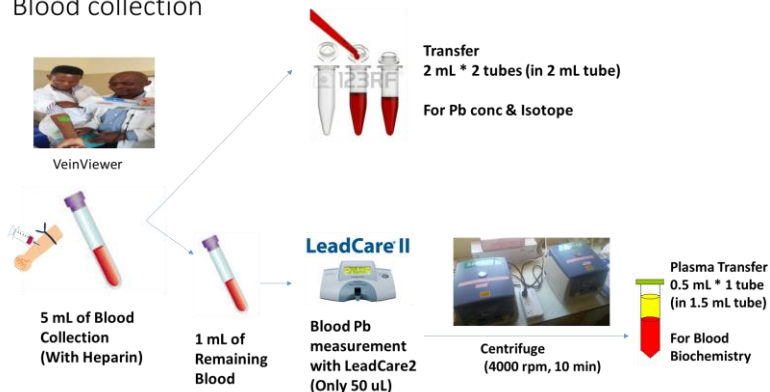 Blood collection
VeinViewer
5 mL of Blood
Collection
(With Heparin)
Transfer
2 mL * 2 tubes (in 2 mL tube)
For Pb conc & Isotope
123RF
1 mL of
Remaining
Blood
LeadCare II
Blood Pb
measurement
with LeadCare2
(Only 50 uL)
Centrifuge
(4000 rpm, 10 min)
Plasma Transfer
0.5 mL * 1 tube
(in 1.5 mL tube)
For Blood
Biochemistry